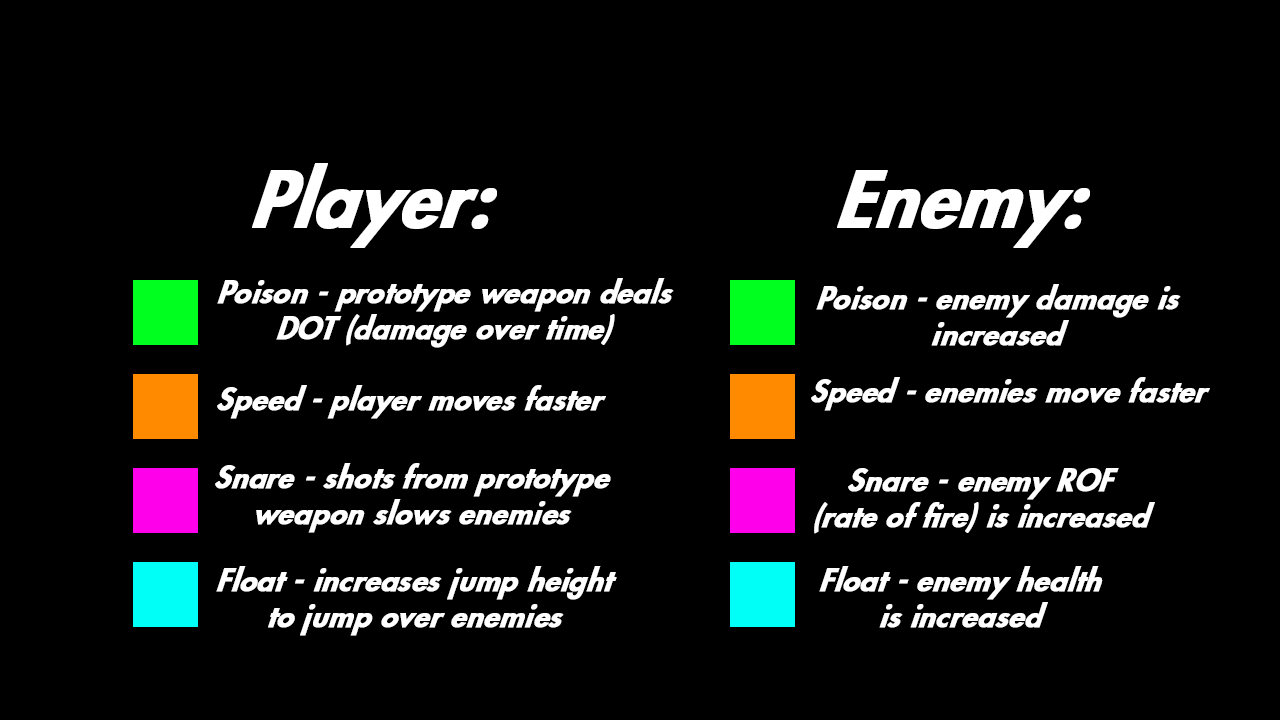 Player:
Poison - prototype weapon deals
DOT (damage over time)
Speed - player moves faster
Snare - shots from prototype
weapon slows enemies
Float - increases jump height
to jump over enemies
Enemy:
Poison - enemy damage is
increased
Speed - enemies move faster
Snare - enemy ROF
(rate of fire) is increased
Float - enemy health
is increased